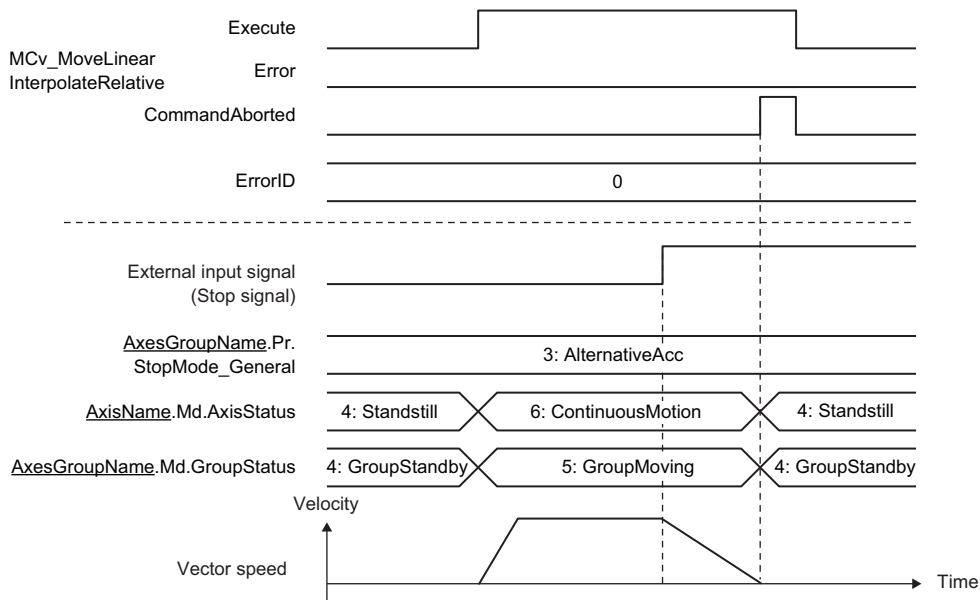 Execute
MCv_MoveLinear
InterpolateRelative
Error
CommandAborted
ErrorID
0
External input signal
(Stop signal)
AxesGroupName.Pr.
StopMode_General
3: AlternativeAcc
AxisName.Md.AxisStatus
4: Standstill
6: ContinuousMotion
4: Standstill
AxesGroupName.Md.GroupStatus
4: GroupStandby
5: GroupMoving
4: GroupStandby
Velocity
Vector speed
Time